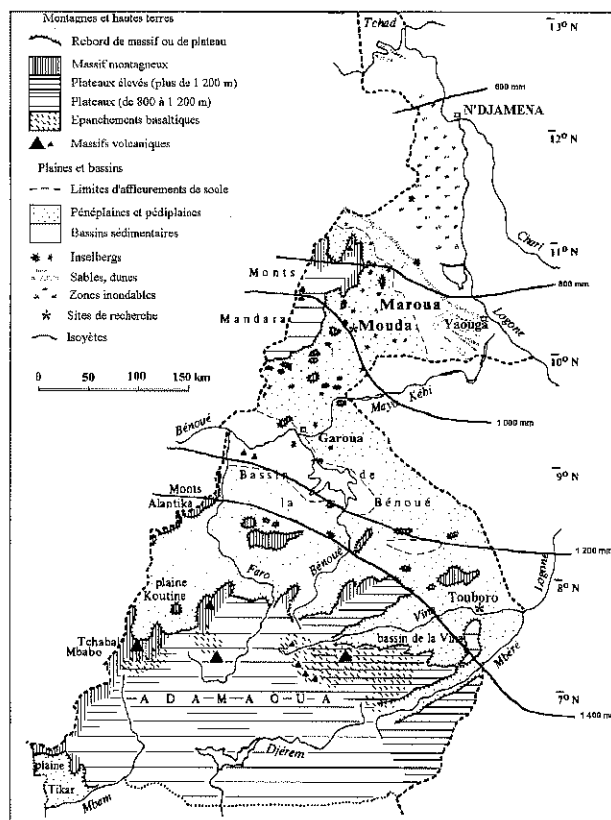 Montagnes et hautes terres
Rebord de massif ou de plateau
Massif montagneux
Plateaux élevés (plus de 1 200 m)
Plateaux (de 800 à 1 200 m)
Epanchements basaltiques
Massifs volcaniques
Plaines et bassins
Limites d'affleurements de socle
Pénéplaines et pédiplaines
Bassins sédimentaires
Inselbergs
Sables, dunes
Zones inondables
Sites de recherche
Isoyètes
0 50 100 150 km
Tchad
13° N
600 mm
N'DJAMENA
12° N
Chari
11° N
Monts
800 mm
Maroua
Mandara
Mouda
Yaouga
Logone
10° N
Mayo Kébi
1 000 mm
Bénoué
Garoua
9° N
Bassin de
Monts
Alantika
la Bénoué
1 200 mm
Logone
8° N
Faro
Bénoué
plaine
Koutine
Touboro
Vina
Tchabal
Mbabo
bassin de la Vina
Mbéré
ADAMAOUA
7° N
1 400 mm
Djérem
plaine
Tikar
Mbam